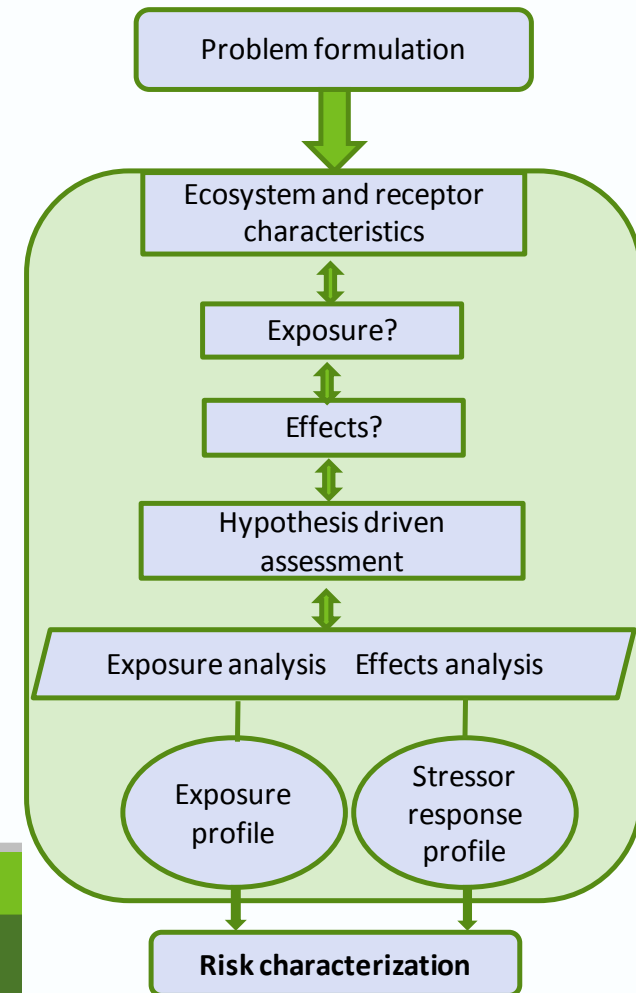 Problem formulation
Ecosystem and receptor
characteristics
Exposure?
Effects?
Hypothesis driven
assessment
Exposure analysis Effects analysis
Exposure
profile
Stressor
response
profile
Risk characterization